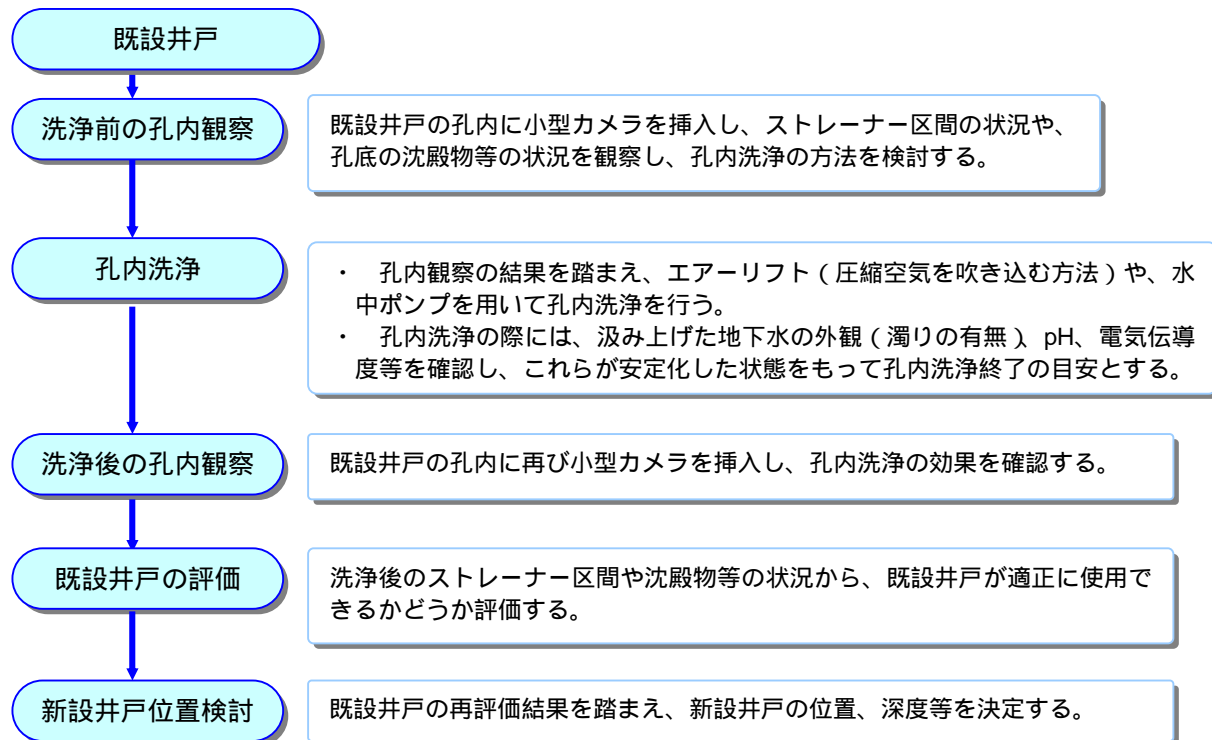 既設井戸
洗浄前の孔内観察
既設井戸の孔内に小型カメラを挿入し、ストレーナー区間の状況や、
孔底の沈殿物等の状況を観察し、孔内洗浄の方法を検討する。
孔内洗浄
・ 孔内観察の結果を踏まえ、エアーリフト(圧縮空気を吹き込む方法)や、水
中ポンプを用いて孔内洗浄を行う。
・ 孔内洗浄の際には、汲み上げた地下水の外観(濁りの有無)、pH、電気伝導
度等を確認し、これらが安定化した状態をもって孔内洗浄終了の目安とする。
洗浄後の孔内観察
既設井戸の孔内に再び小型カメラを挿入し、孔内洗浄の効果を確認する。
既設井戸の評価
洗浄後のストレーナー区間や沈殿物等の状況から、既設井戸が適正に使用で
きるかどうか評価する。
新設井戸位置検討
既設井戸の再評価結果を踏まえ、新設井戸の位置、深度等を決定する。